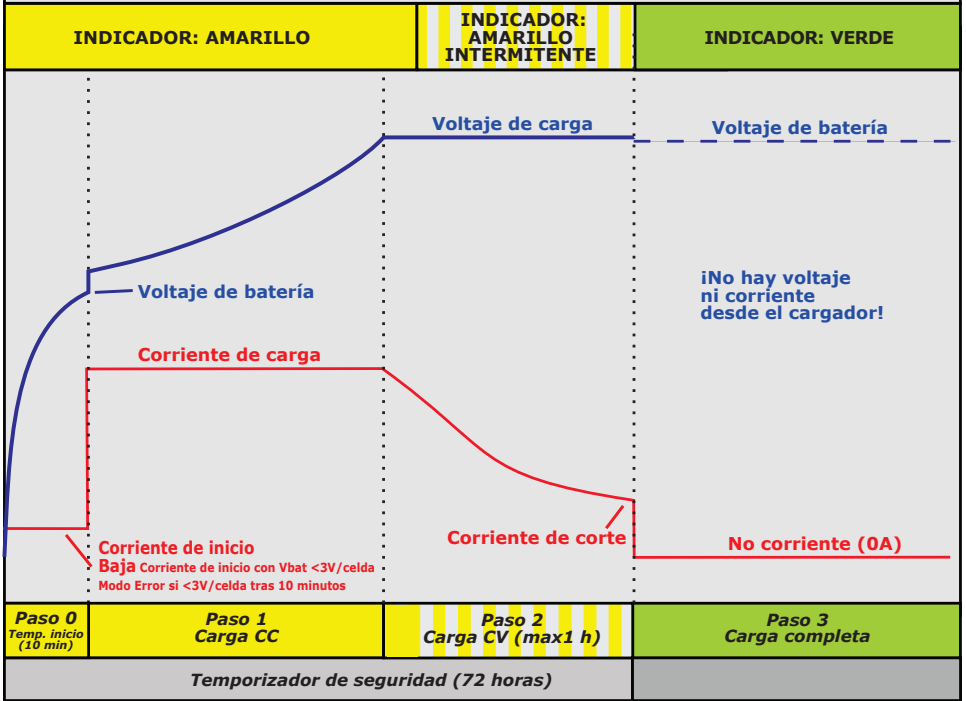 INDICADOR: AMARILLO
INDICADOR:
AMARILLO
INTERMITENTE
INDICADOR: VERDE
Voltaje de carga
Voltaje de batería
Voltaje de batería
¡No hay voltaje
ni corriente
desde el cargador!
Corriente de carga
Corriente de inicio
Baja Corriente de inicio con Vbat <3V/celda
Modo Error si <3V/celda tras 10 minutos
Corriente de corte
No corriente (0A)
Paso 0
Temp. inicio
(10 min)
Paso 1
Carga CC
Paso 2
Carga CV (max1 h)
Paso 3
Carga completa
Temporizador de seguridad (72 horas)